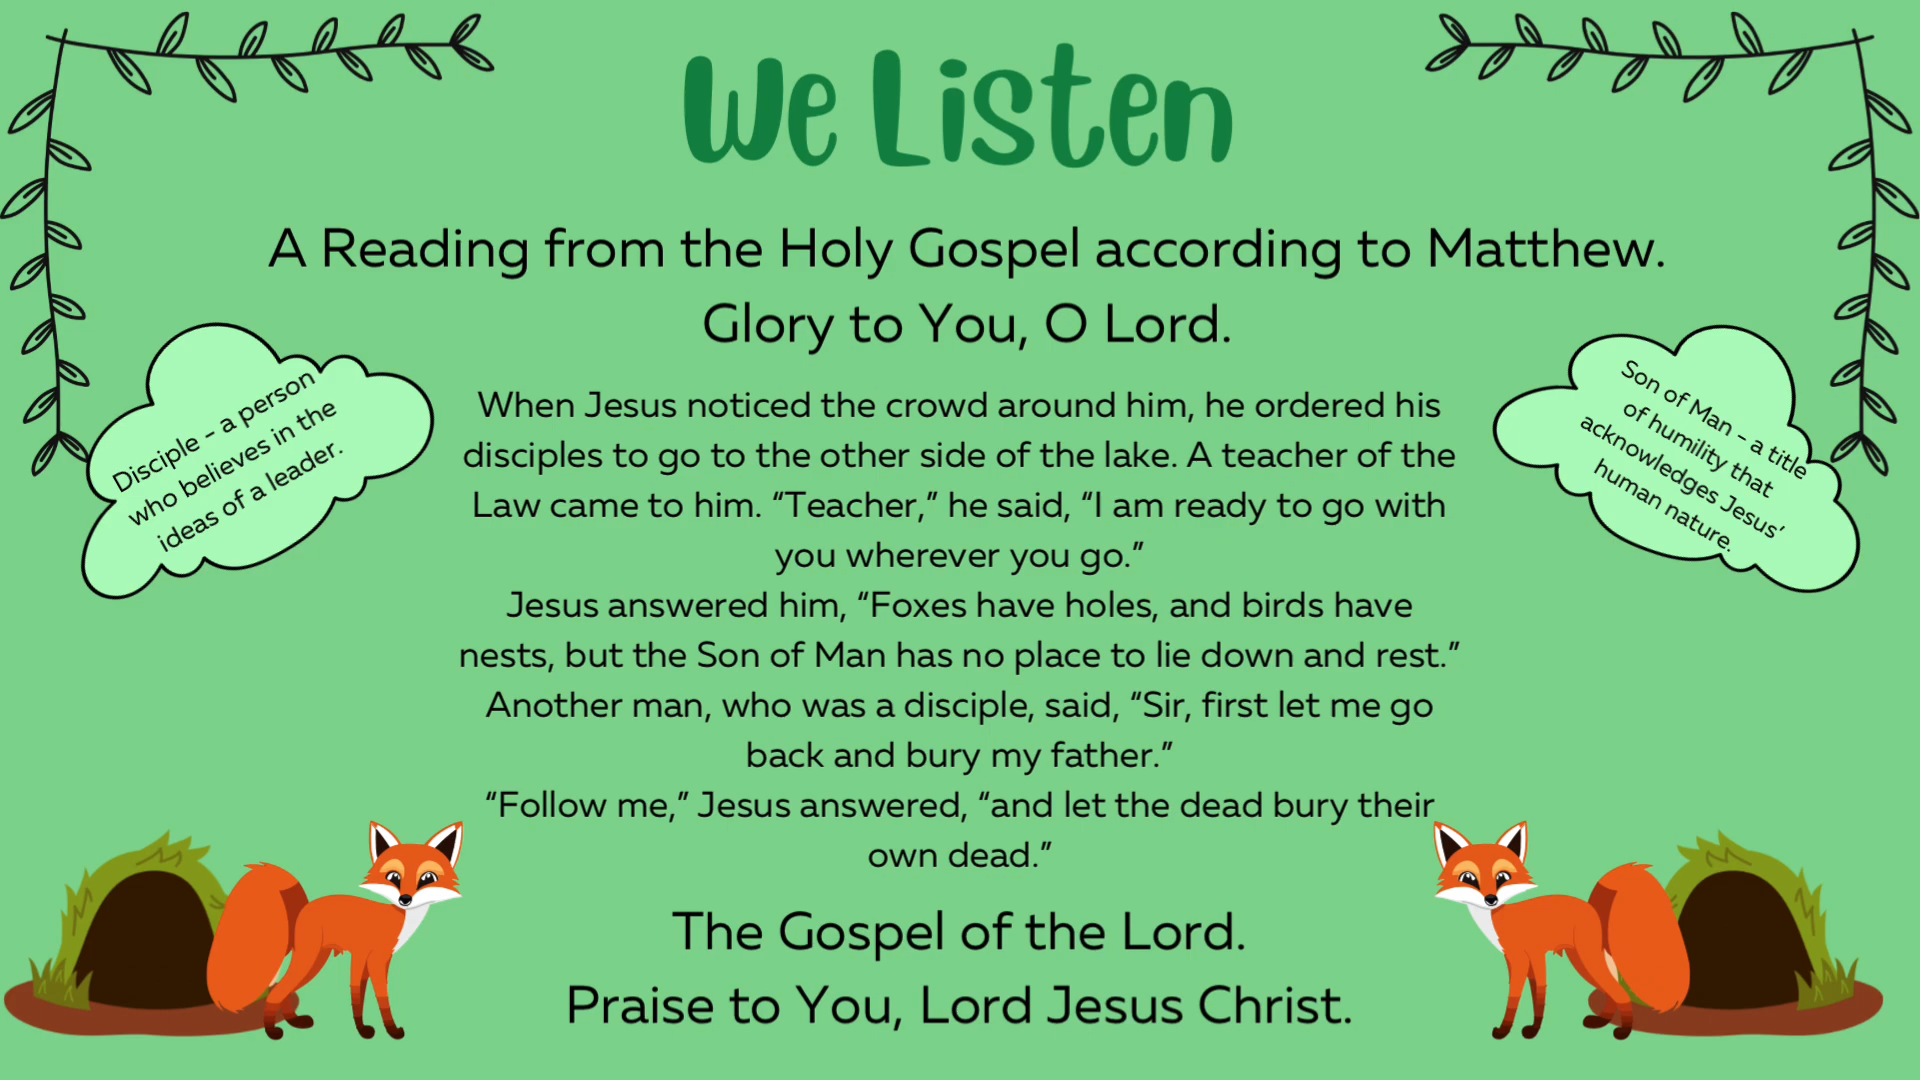 We Listen
A Reading from the Holy Gospel according to Matthew.
Glory to You, O Lord.
Disciple - a person
who believes in the
ideas of a leader.
Son of Man - a title
of humility that
acknowledges Jesus’
human nature.
When Jesus noticed the crowd around him, he ordered his
disciples to go to the other side of the lake. A teacher of the
Law came to him. “Teacher,” he said, “I am ready to go with
you wherever you go.”
Jesus answered him, “Foxes have holes, and birds have
nests, but the Son of Man has no place to lie down and rest.”
Another man, who was a disciple, said, “Sir, first let me go
back and bury my father.”
“Follow me,” Jesus answered, “and let the dead bury their
own dead.”
The Gospel of the Lord.
Praise to You, Lord Jesus Christ.